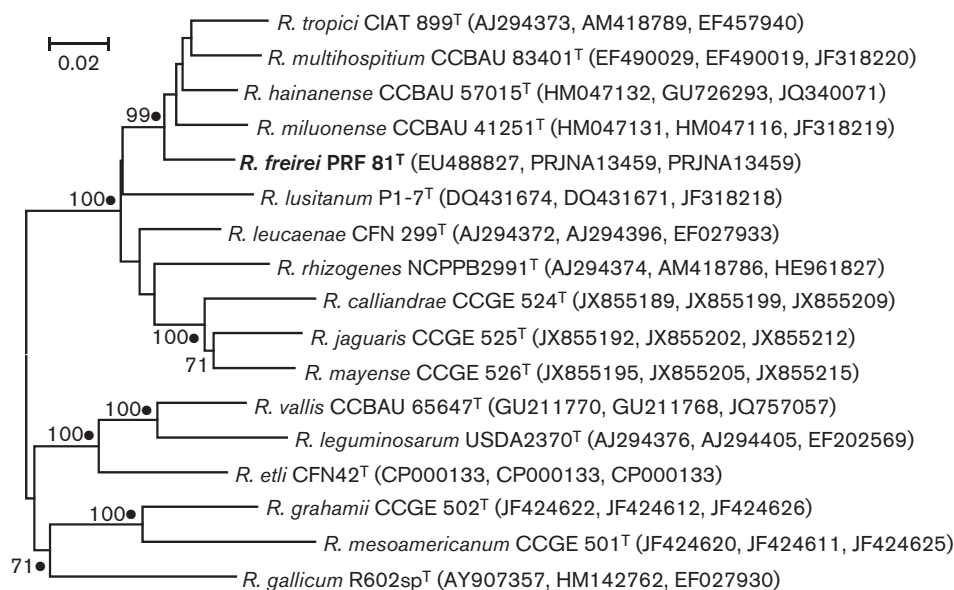 R. tropici CIAT 899T (AJ294373, AM418789, EF457940)
0.02
R. multihospitium CCBAU 83401T (EF490029, EF490019, JF318220)
R. hainanense CCBAU 57015T (HM047132, GU726293, JQ340071)
99●
R. miluonense CCBAU 41251T (HM047131, HM047116, JF318219)
R. freirei PRF 81T (EU488827, PRJNA13459, PRJNA13459)
100●
R. lusitanum P1-7T (DQ431674, DQ431671, JF318218)
R. leucaenae CFN 299T (AJ294372, AJ294396, EF027933)
R. rhizogenes NCPPB2991T (AJ294374, AM418786, HE961827)
R. calliandrae CCGE 524T (JX855189, JX855199, JX855209)
100●
R. jaguaris CCGE 525T (JX855192, JX855202, JX855212)
71
R. mayense CCGE 526T (JX855195, JX855205, JX855215)
100●
R. vallis CCBAU 65647T (GU211770, GU211768, JQ757057)
100●
R. leguminosarum USDA2370T (AJ294376, AJ294405, EF202569)
R. etli CFN42T (CP000133, CP000133, CP000133)
100●
R. grahamii CCGE 502T (JF424622, JF424612, JF424626)
R. mesoamericanum CCGE 501T (JF424620, JF424611, JF424625)
71●
R. gallicum R602spT (AY907357, HM142762, EF027930)